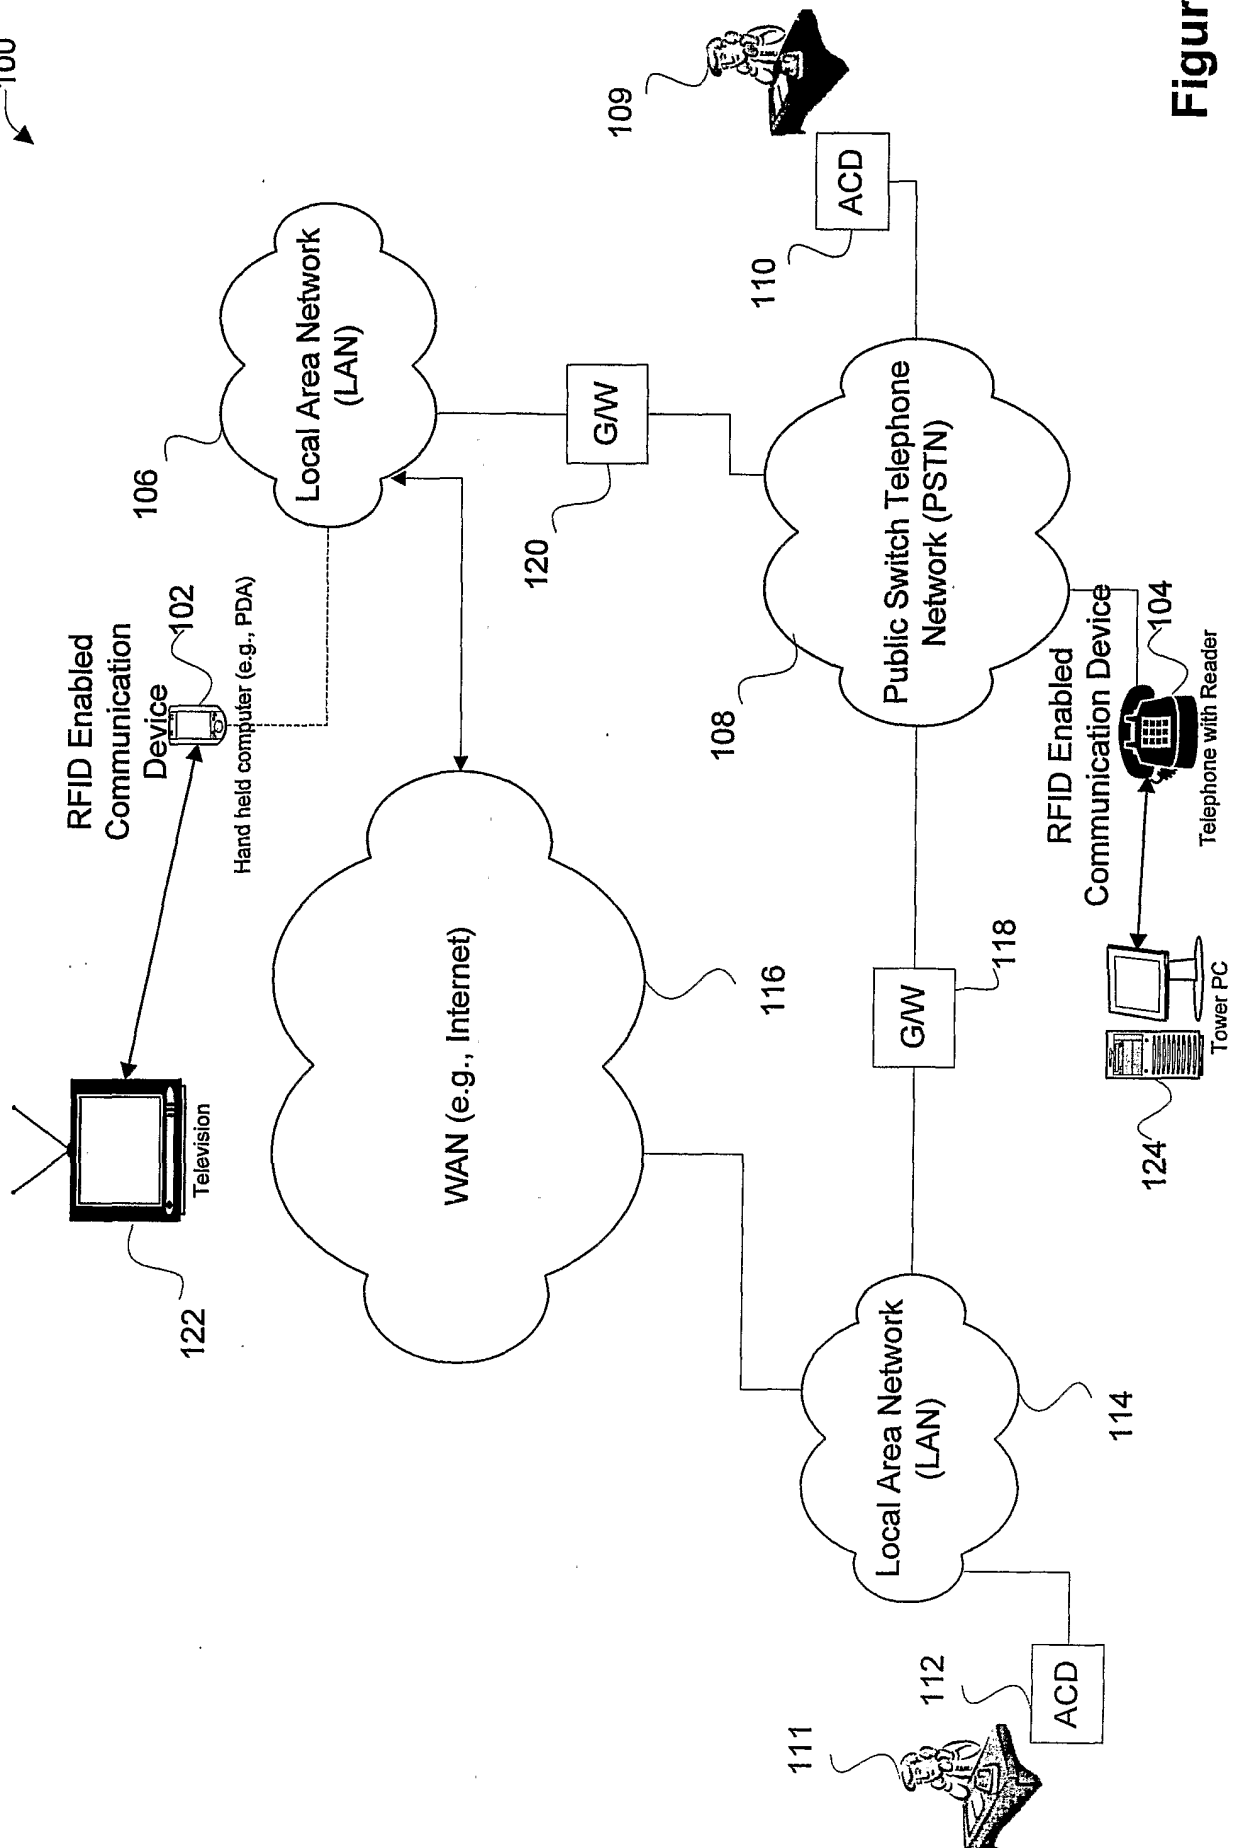 100
RFID Enabled
Communication
Device
102
106
122
Television
Hand held computer (e.g., PDA)
Local Area Network
(LAN)
WAN (e.g., Internet)
120
G/W
109
108
110
116
ACD
111
Public Switch Telephone
Network (PSTN)
Local Area Network
(LAN)
G/W
112
118
ACD
114
RFID Enabled
Communication Device
104
124
Telephone with Reader
Tower PC
Figur